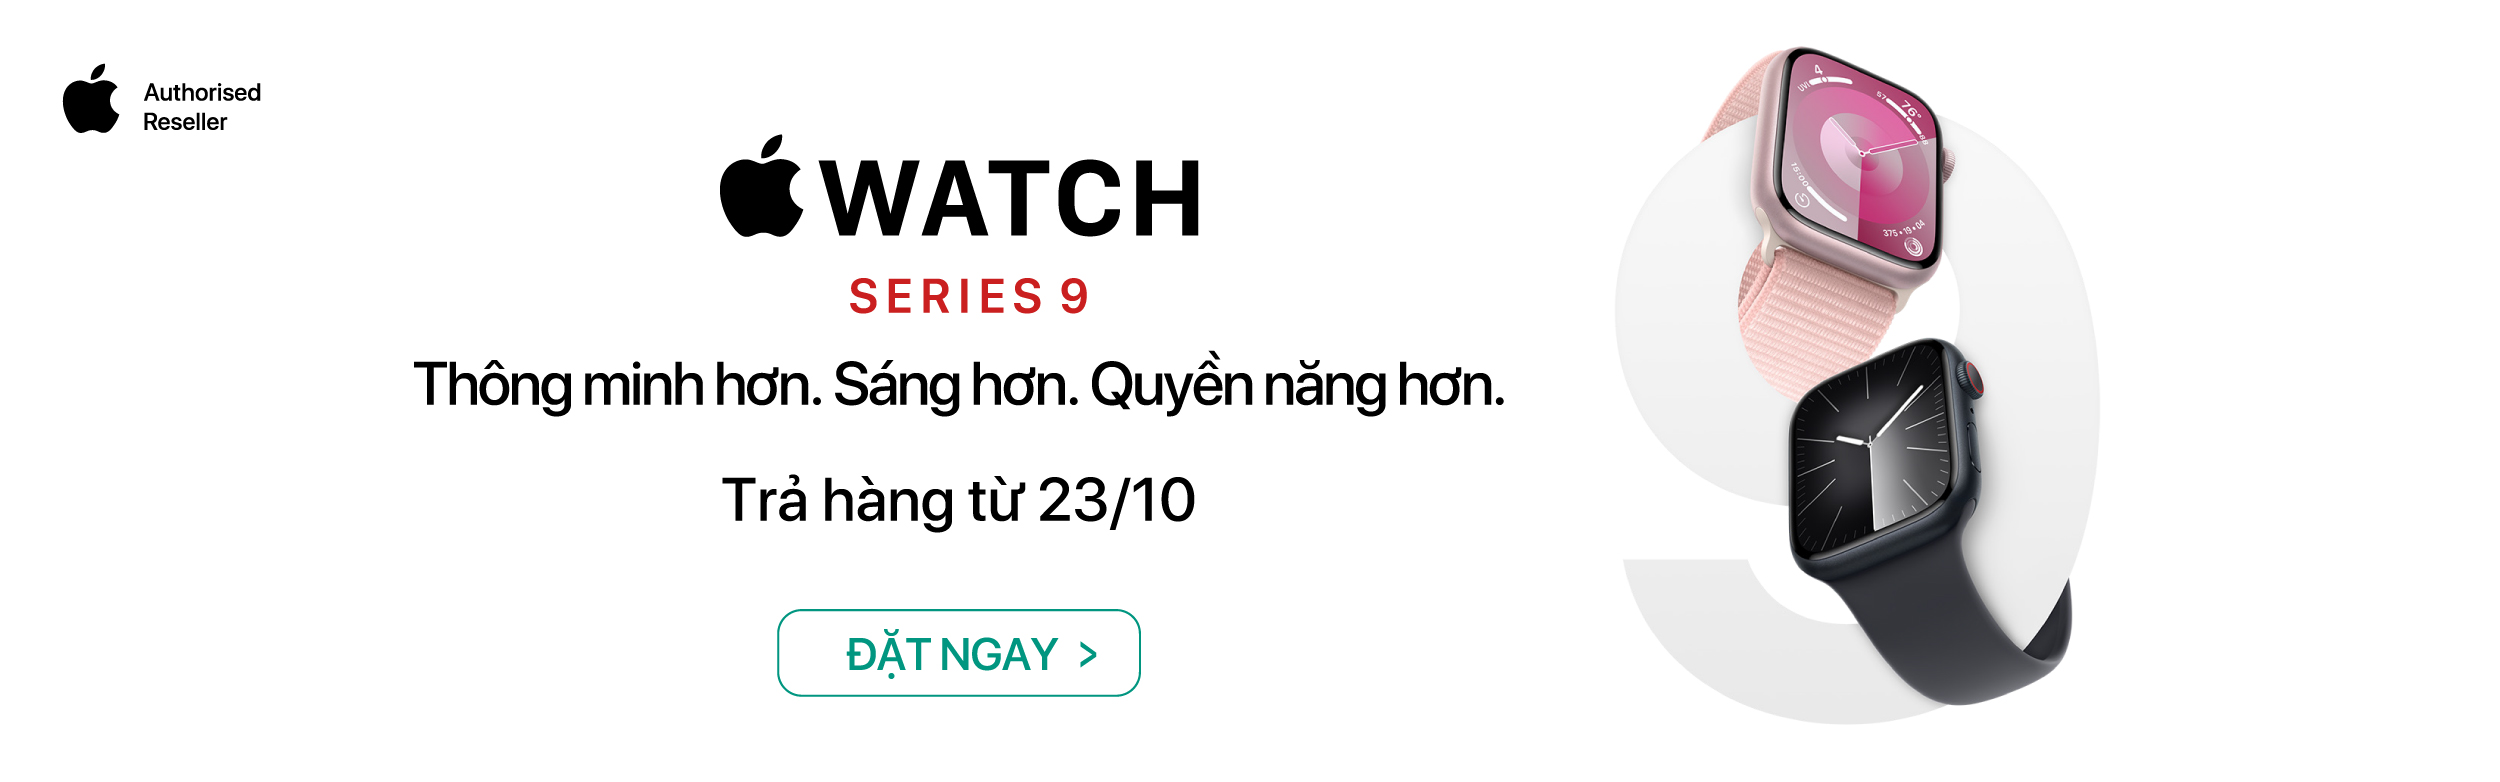 Authorised
Reseller
WATCH
SERIES 9
Thông minh hơn. Sáng hơn. Quyền năng hơn.
Trả hàng từ 23/10
ĐẶT NGAY >
4
UVI
57
76°
88
15:00
375•19•04